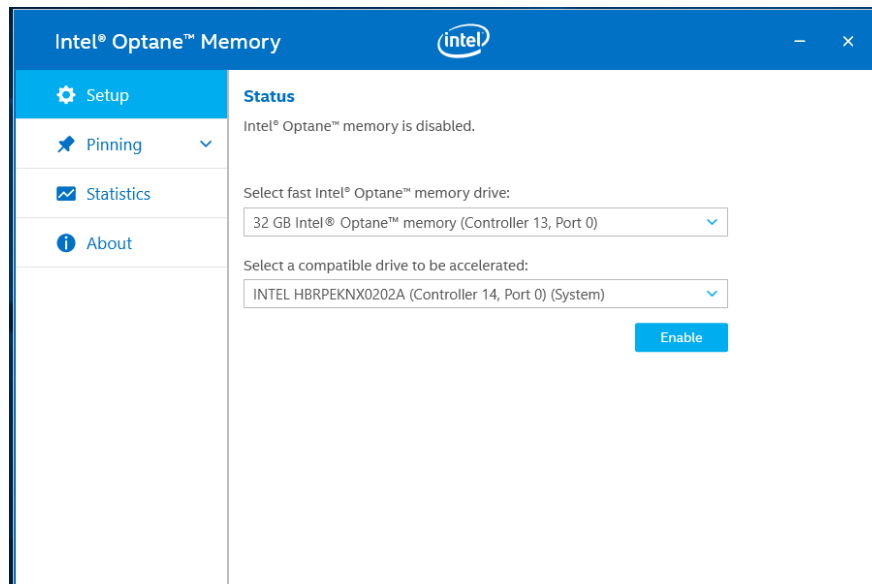 Intel® Optane™ Memory
intel
Setup
Pinning
Statistics
About
Status
Intel® Optane™ memory is disabled.
Select fast Intel® Optane™ memory drive:
32 GB Intel® Optane™ memory (Controller 13, Port 0)
Select a compatible drive to be accelerated:
INTEL HBRPEKNX0202A (Controller 14, Port 0) (System)
Enable